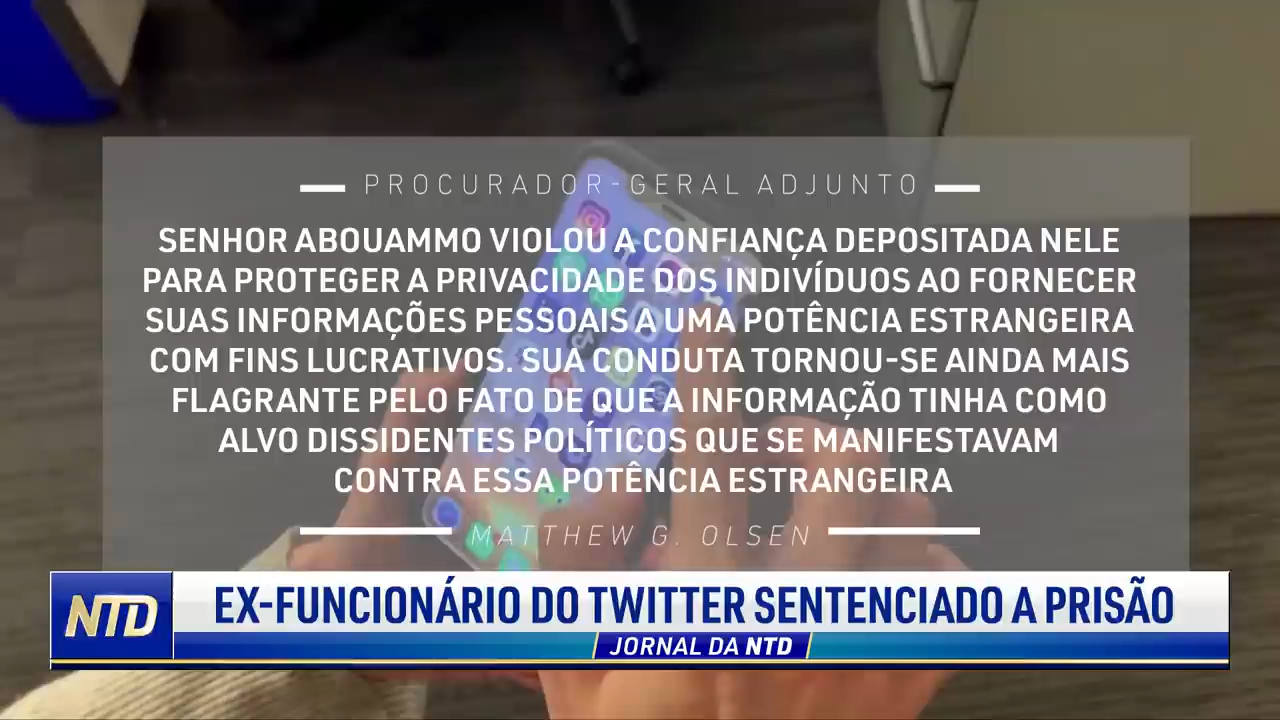 PROCURADOR-GERAL ADJUNTO
SENHOR ABOUAMMO VIOLOU A CONFIANÇA DEPOSITADA NELE
PARA PROTEGER A PRIVACIDADE DOS INDIVÍDUOS AO FORNECER
SUAS INFORMAÇÕES PESSOAIS A UMA POTÊNCIA ESTRANGEIRA
COM FINS LUCRATIVOS. SUA CONDUTA TORNOU-SE AINDA MAIS
FLAGRANTE PELO FATO DE QUE A INFORMAÇÃO TINHA COMO
ALVO DISSIDENTES POLÍTICOS QUE SE MANIFESTAVAM
CONTRA ESSA POTÊNCIA ESTRANGEIRA
MATTHEW G. OLSEN
NTD
EX-FUNCIONÁRIO DO TWITTER SENTENCIADO A PRISÃO
JORNAL DA NTD